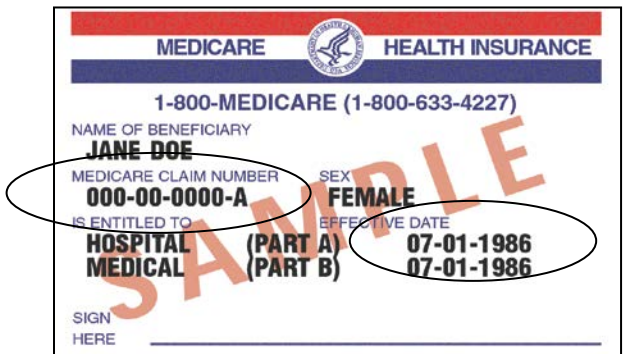 MEDICARE HEALTH INSURANCE
1-800-MEDICARE (1-800-633-4227)
NAME OF BENEFICIARY
JANE DOE
MEDICARE CLAIM NUMBER SEX
000-00-0000-A FEMALE
IS ENTITLED TO EFFECTIVE DATE
HOSPITAL (PART A) 07-01-1986
MEDICAL (PART B) 07-01-1986
SAMPLE
SIGN
HERE